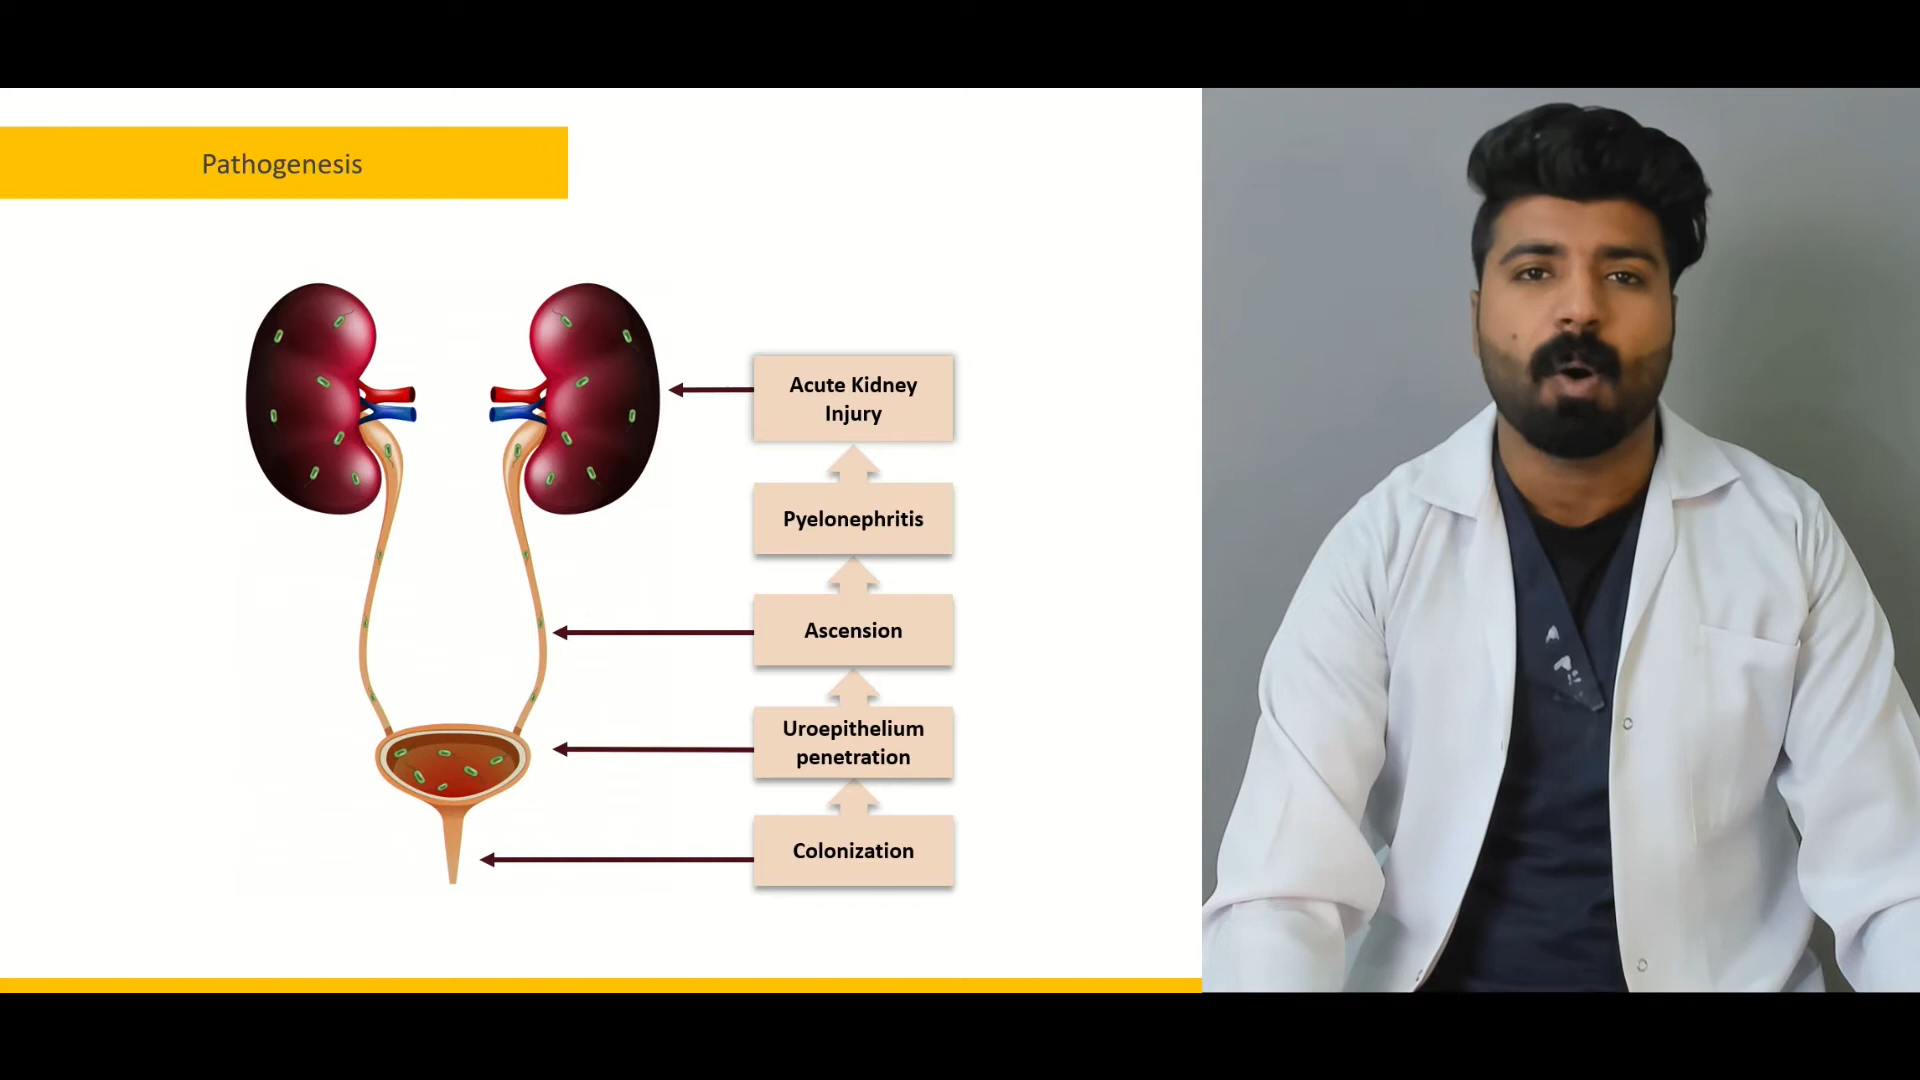 Pathogenesis
Acute Kidney
Injury
Pyelonephritis
Ascension
Uroepithelium
penetration
Colonization